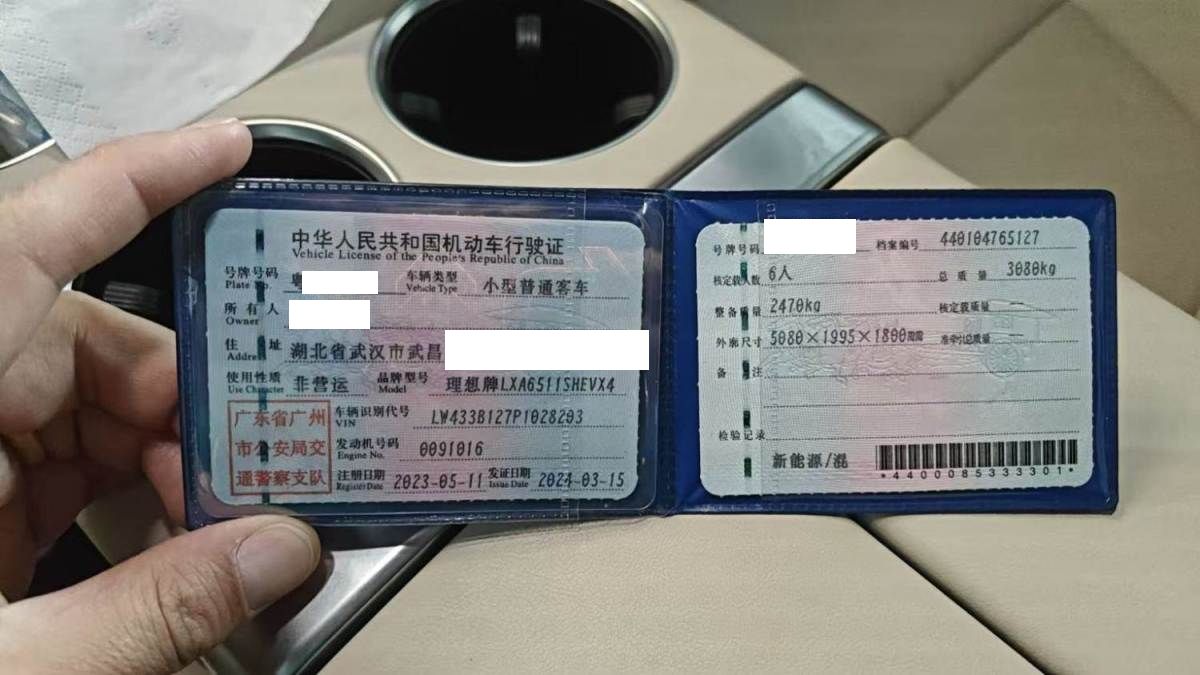 中华人民共和国机动车行驶证
Vehicle License of the People's Republic of China
号牌号码 粤 车辆类型 小型普通客车
Plate No. Vehicle Type
所有人
Owner
住址 湖北省武汉市武昌
Address
使用性质 非营运 品牌型号 理想牌LXA6511SHEVX4
Use Character Model
广东省广州
市公安局交
通警察支队
车辆识别代号 LW433B127P1028203
VIN
发动机号码 0091016
Engine No.
注册日期 2023-05-11 发证日期 2024-03-15
Register Date Issue Date
号牌号码 档案编号 440104765127
核定载人数 6人 总质量 3080kg
整备质量 2470kg 核定载质量
外廓尺寸 5080×1995×1800 准牵引总质量
备注
检验记录
新能源/混
*4400085333301*